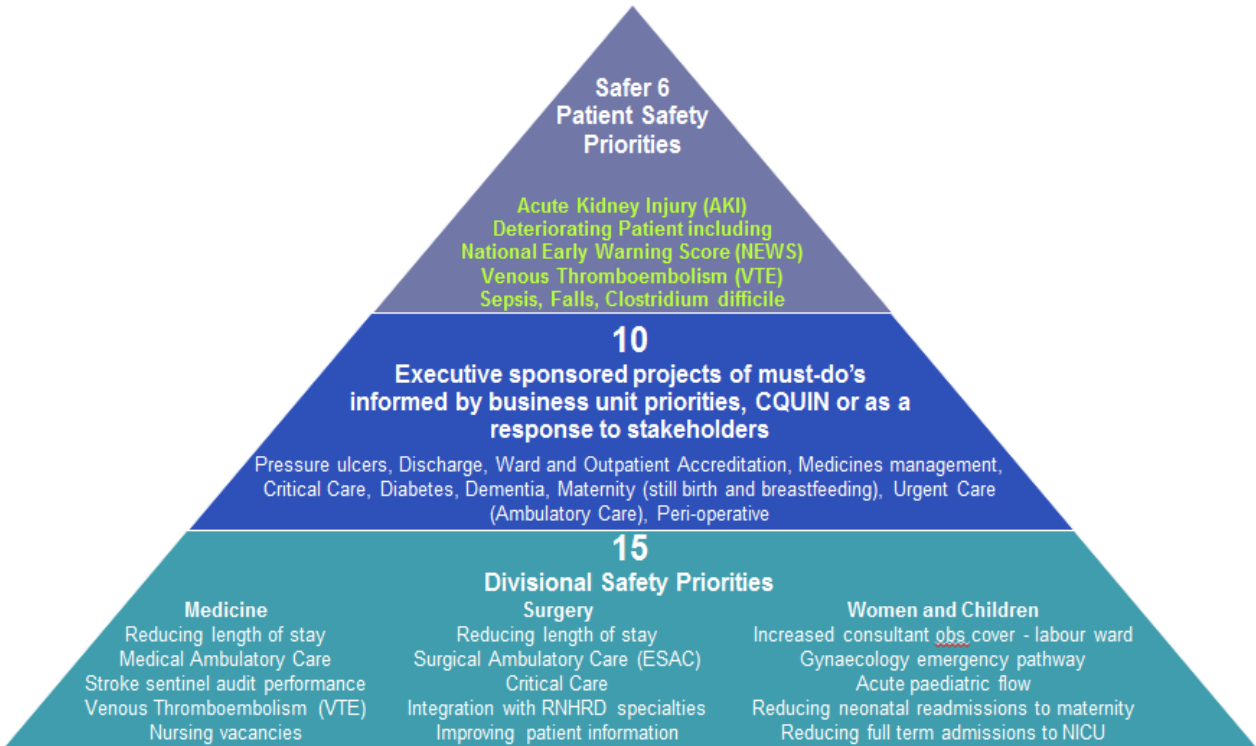 Safer 6
Patient Safety
Priorities
Acute Kidney Injury (AKI)
Deteriorating Patient including
National Early Warning Score (NEWS)
Venous Thromboembolism (VTE)
Sepsis, Falls, Clostridium difficile
10
Executive sponsored projects of must-do's
informed by business unit priorities, CQUIN or as a
response to stakeholders
Pressure ulcers, Discharge, Ward and Outpatient Accreditation, Medicines management,
Critical Care, Diabetes, Dementia, Maternity (still birth and breastfeeding), Urgent Care
(Ambulatory Care), Peri-operative
15
Divisional Safety Priorities
Medicine
Reducing length of stay
Medical Ambulatory Care
Stroke sentinel audit performance
Venous Thromboembolism (VTE)
Nursing vacancies
Surgery
Reducing length of stay
Surgical Ambulatory Care (ESAC)
Critical Care
Integration with RNHRD specialties
Improving patient information
Women and Children
Increased consultant obs cover - labour ward
Gynaecology emergency pathway
Acute paediatric flow
Reducing neonatal readmissions to maternity
Reducing full term admissions to NICU